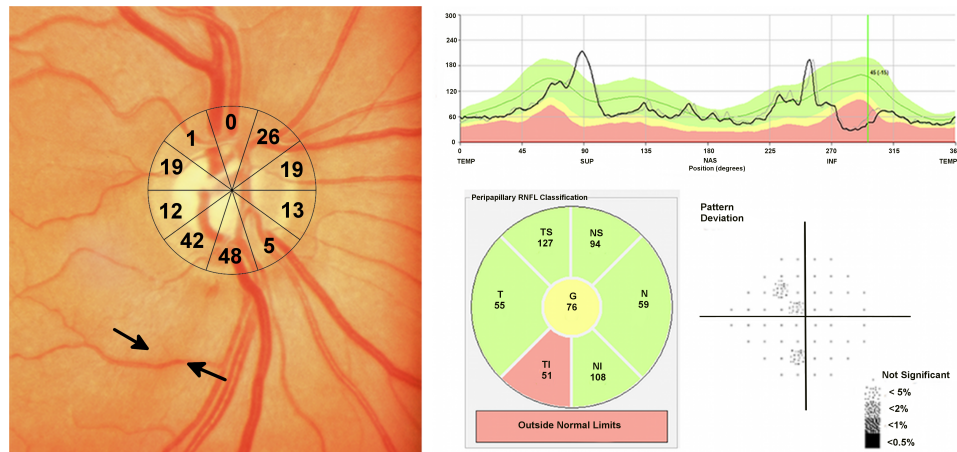 0
1
26
19
19
12
13
42
5
48
300
240
180
120
60
0
45 (-15)
0 45 90 135 180 225 270 315 36
TEMP SUP NAS INF TEMP
Position (degrees)
Peripapillary RNFL Classification
TS
127
NS
94
T
55
G
76
N
59
TI
51
NI
108
Outside Normal Limits
Pattern
Deviation
Not Significant
< 5%
<2%
<1%
<0.5%